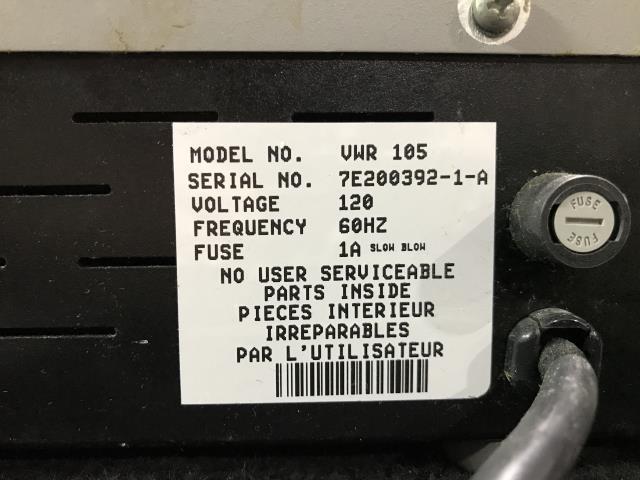 MODEL NO. VWR 105
SERIAL NO. 7E200392-1-A
VOLTAGE 120
FREQUENCY 60HZ
FUSE 1A SLOW BLOW
NO USER SERVICEABLE
PARTS INSIDE
PIECES INTERIEUR
IRREPARABLES
PAR L'UTILISATEUR
FUSE
FUSE